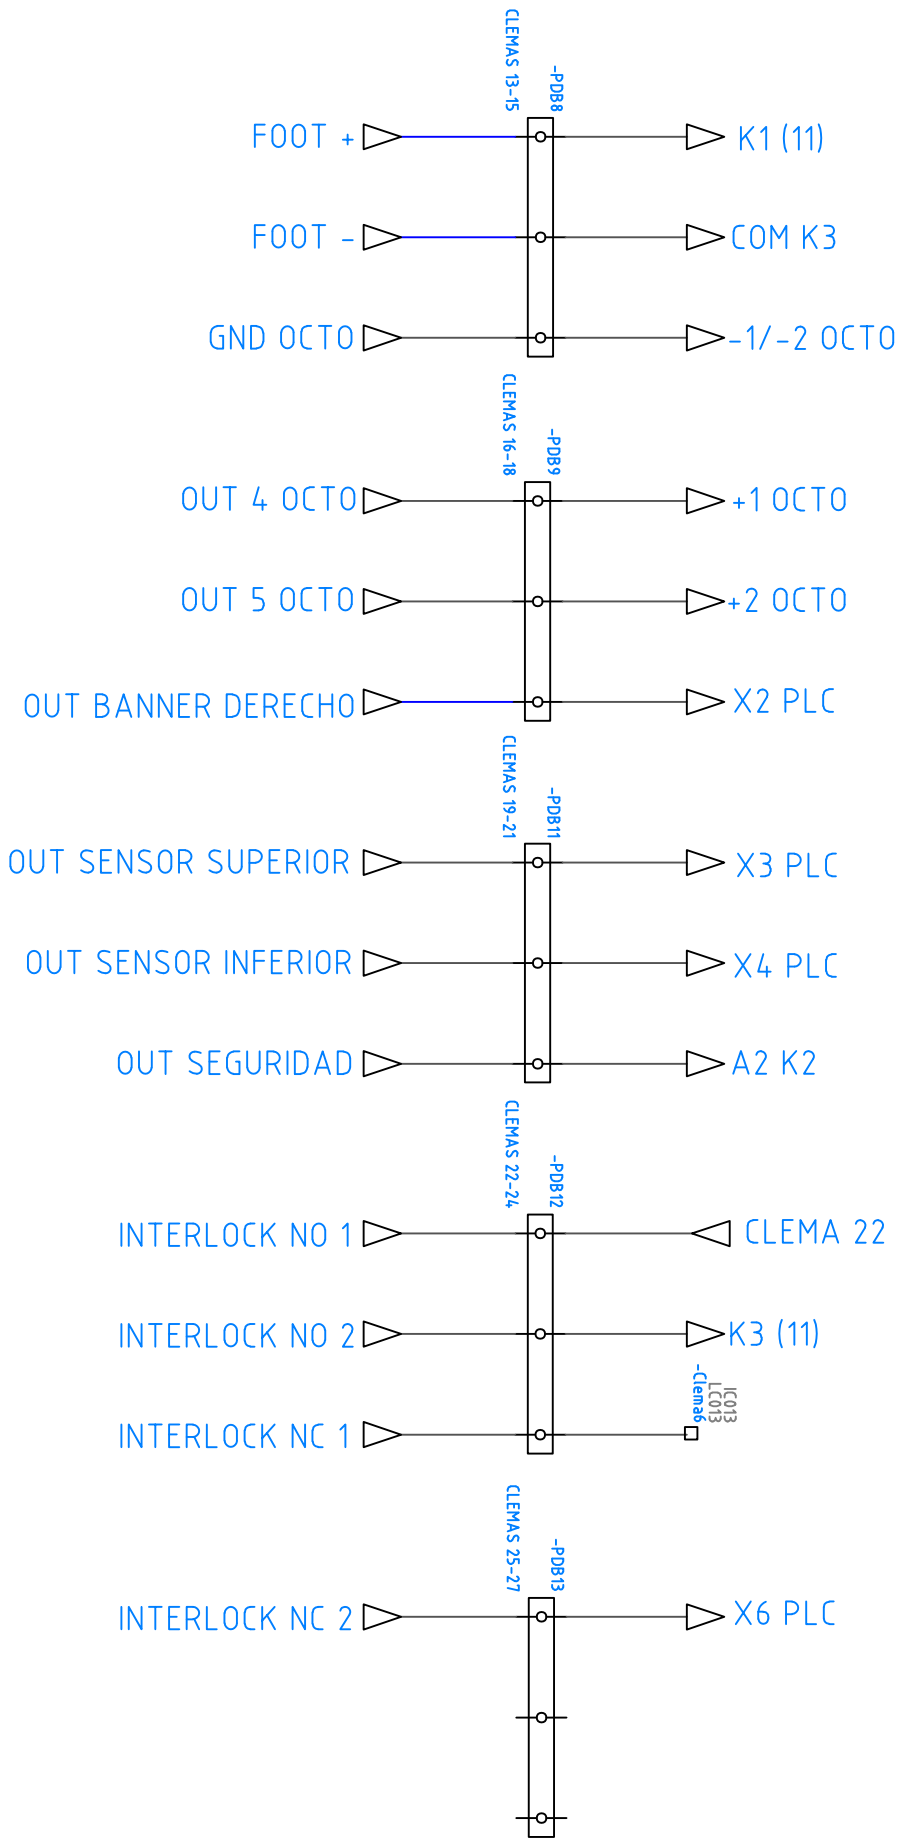 CLEMAS 13-15
-PDB8
FOOT +
K1 (11)
FOOT -
COM K3
GND OCTO
-1/-2 OCTO
CLEMAS 16-18
-PDB9
OUT 4 OCTO
+1 OCTO
OUT 5 OCTO
+2 OCTO
OUT BANNER DERECHO
X2 PLC
CLEMAS 19-21
-PDB11
OUT SENSOR SUPERIOR
X3 PLC
OUT SENSOR INFERIOR
X4 PLC
OUT SEGURIDAD
A2 K2
CLEMAS 22-24
-PDB12
INTERLOCK NO 1
CLEMA 22
INTERLOCK NO 2
K3 (11)
-Clema6
LC013
IC013
INTERLOCK NC 1
CLEMAS 25-27
-PDB13
INTERLOCK NC 2
X6 PLC